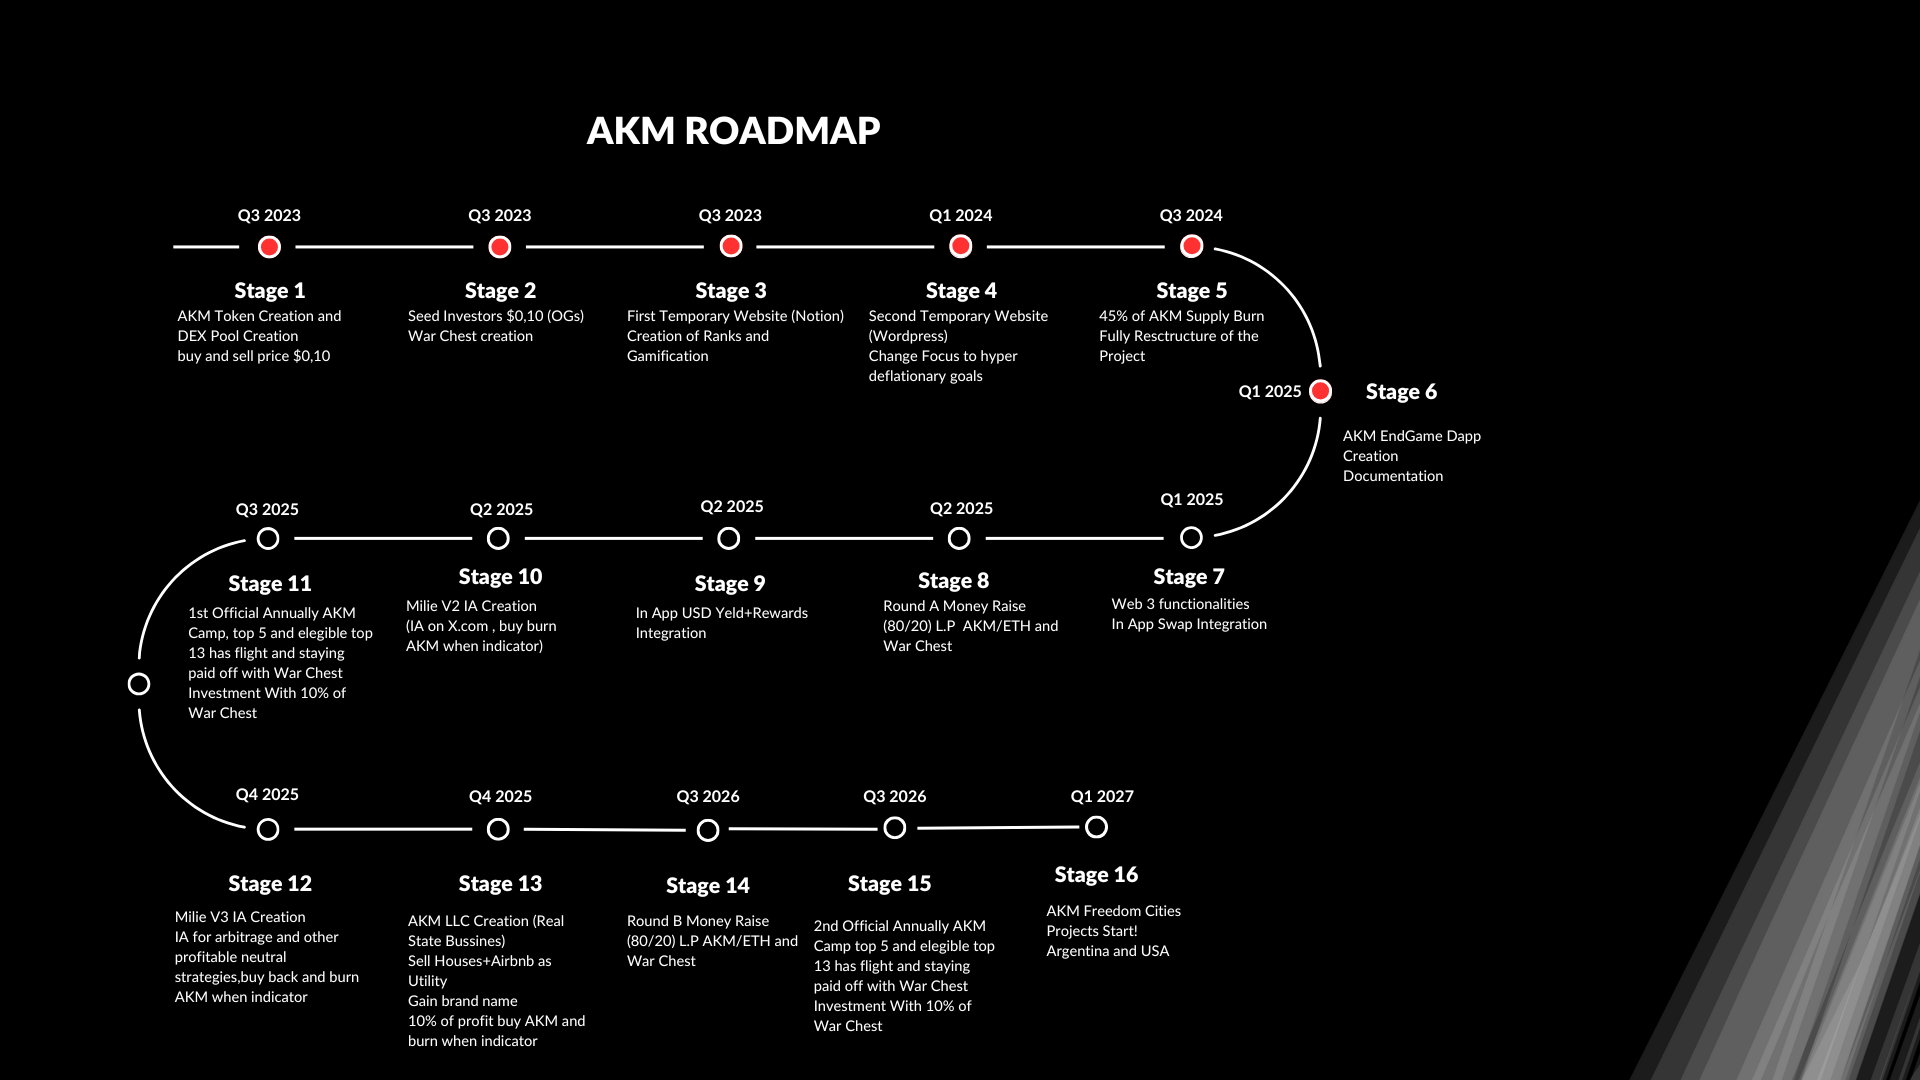 AKM ROADMAP
Q3 2023
Stage 1
AKM Token Creation and
DEX Pool Creation
buy and sell price $0,10
Q3 2023
Stage 2
Seed Investors $0,10 (OGs)
War Chest creation
Q3 2023
Stage 3
First Temporary Website (Notion)
Creation of Ranks and
Gamification
Q1 2024
Stage 4
Second Temporary Website
(Wordpress)
Change Focus to hyper
deflationary goals
Q3 2024
Stage 5
45% of AKM Supply Burn
Fully Resctructure of the
Project
Q1 2025
Stage 6
AKM EndGame Dapp
Creation
Documentation
Q1 2025
Stage 7
Web 3 functionalities
In App Swap Integration
Q2 2025
Stage 8
Round A Money Raise
(80/20) L.P AKM/ETH and
War Chest
Q2 2025
Stage 9
In App USD Yeld+Rewards
Integration
Q2 2025
Stage 10
Milie V2 IA Creation
(IA on X.com , buy burn
AKM when indicator)
Q3 2025
Stage 11
1st Official Annually AKM
Camp, top 5 and elegible top
13 has flight and staying
paid off with War Chest
Investment With 10% of
War Chest
Q4 2025
Stage 12
Milie V3 IA Creation
IA for arbitrage and other
profitable neutral
strategies,buy back and burn
AKM when indicator
Q4 2025
Stage 13
AKM LLC Creation (Real
State Bussines)
Sell Houses+Airbnb as
Utility
Gain brand name
10% of profit buy AKM and
burn when indicator
Q3 2026
Stage 14
Round B Money Raise
(80/20) L.P AKM/ETH and
War Chest
Q3 2026
Stage 15
2nd Official Annually AKM
Camp top 5 and elegible top
13 has flight and staying
paid off with War Chest
Investment With 10% of
War Chest
Q1 2027
Stage 16
AKM Freedom Cities
Projects Start!
Argentina and USA